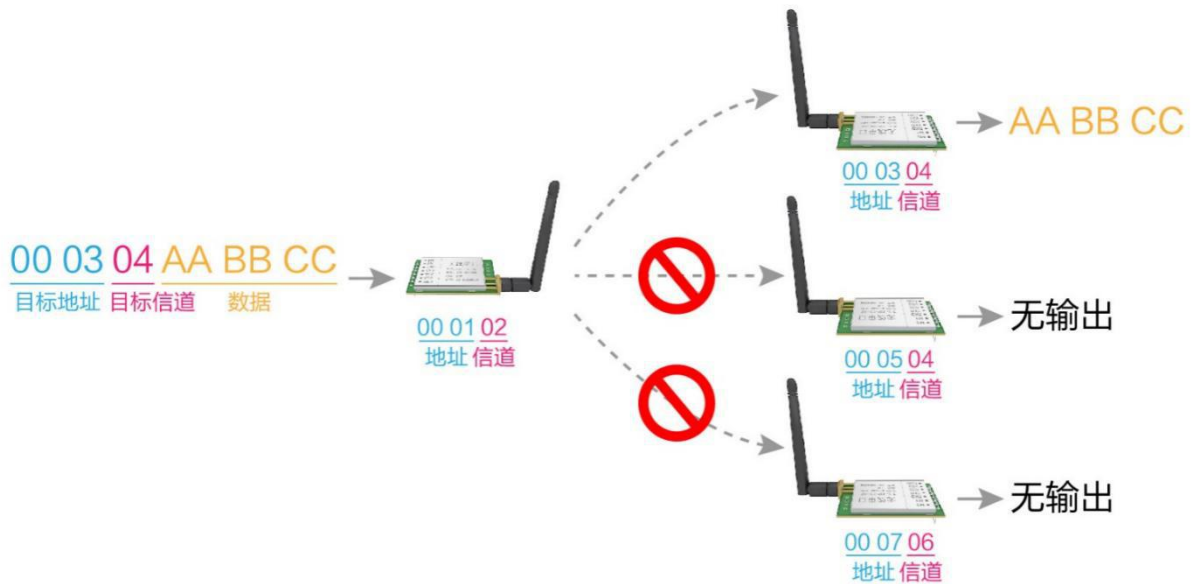 AA BB CC
00 03 04
地址 信道
00 03 04 AA BB CC
目标地址 目标信道 数据
00 01 02
地址 信道
无输出
00 05 04
地址 信道
无输出
00 07 06
地址 信道